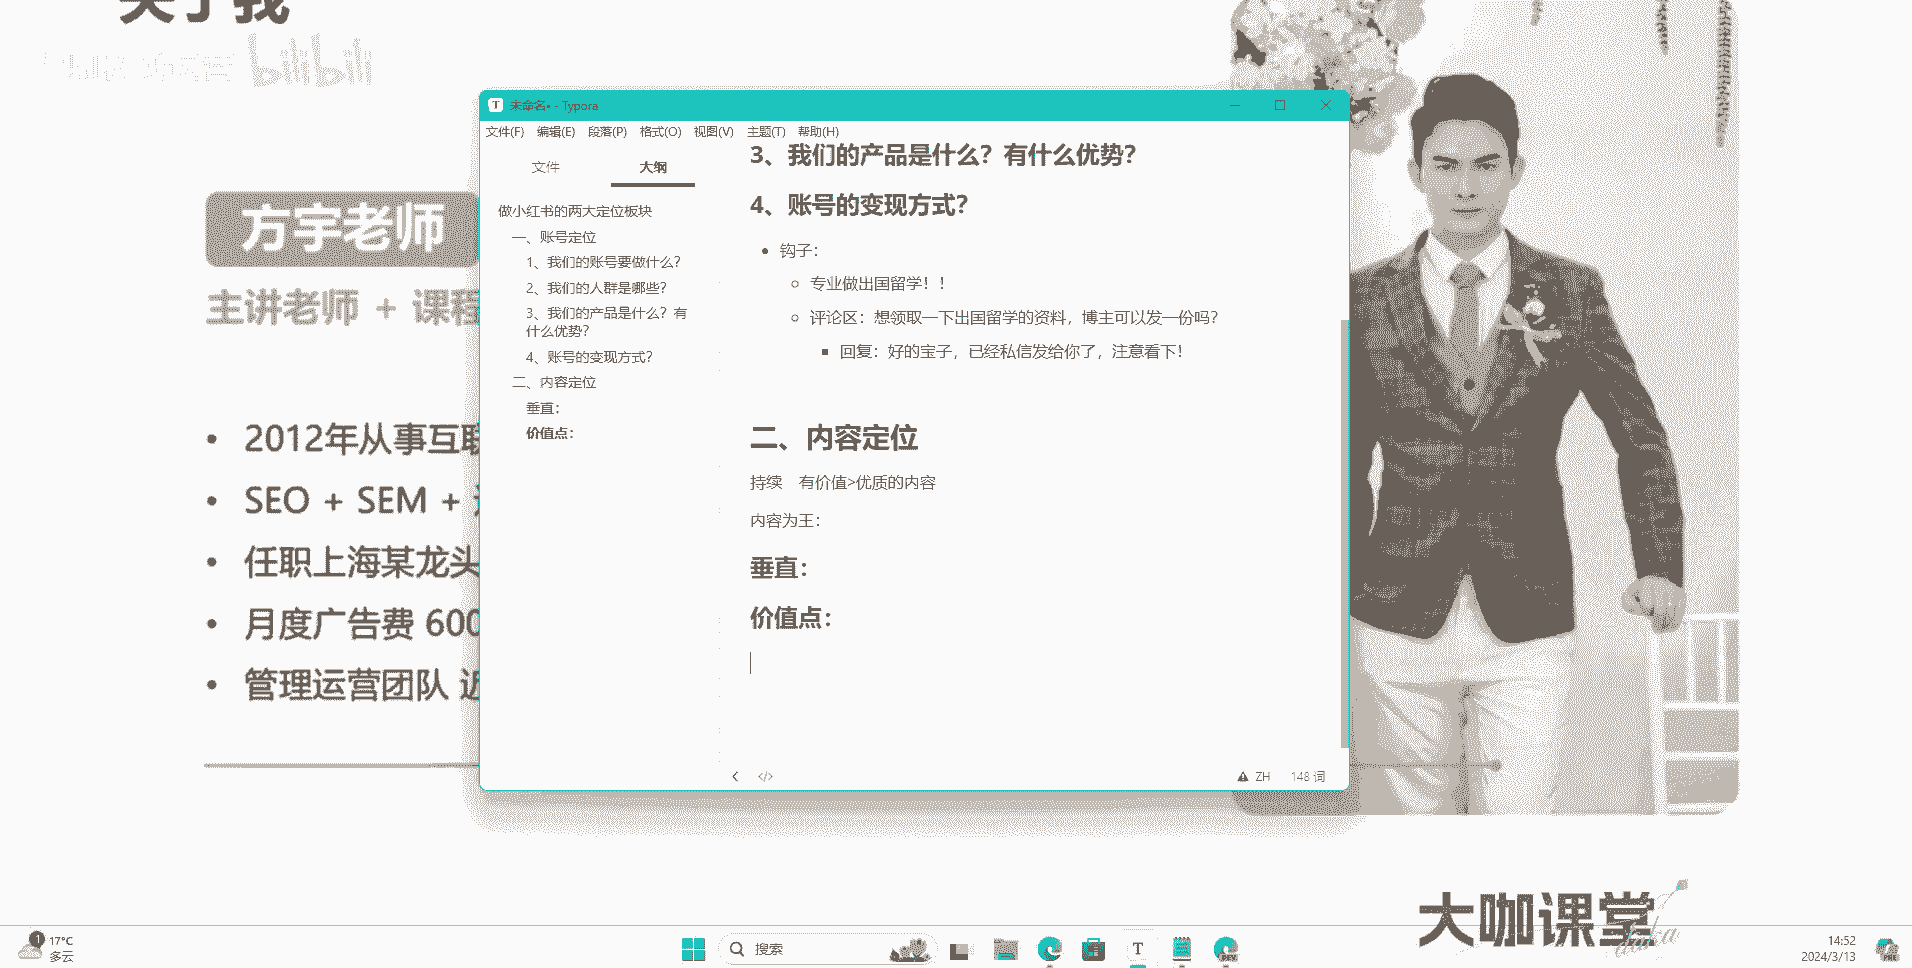 关于我
bilibili
方宇老师
主讲老师 + 课程
2012年从事互联
SEO + SEM +
任职上海某龙头
月度广告费 600
管理运营团队 近
未命名• - Typora
文件(F) 编辑(E) 段落(P) 格式(O) 视图(V) 主题(T) 帮助(H)
文件 大纲
做小红书的两大定位板块
一、账号定位
1、我们的账号要做什么？
2、我们的人群是哪些？
3、我们的产品是什么？有
什么优势？
4、账号的变现方式？
二、内容定位
垂直：
价值点：
3、我们的产品是什么？有什么优势？
4、账号的变现方式？
钩子：
专业做出国留学！！
评论区：想领取一下出国留学的资料，博主可以发一份吗？
回复：好的宝子，已经私信发给你了，注意看下！
二、内容定位
持续 有价值>优质的内容
内容为王：
垂直：
价值点：
ZH 148 词
大咖课堂
daka
1 17°C
多云
搜索
T
DEV
14:52
2024/3/13
PRE